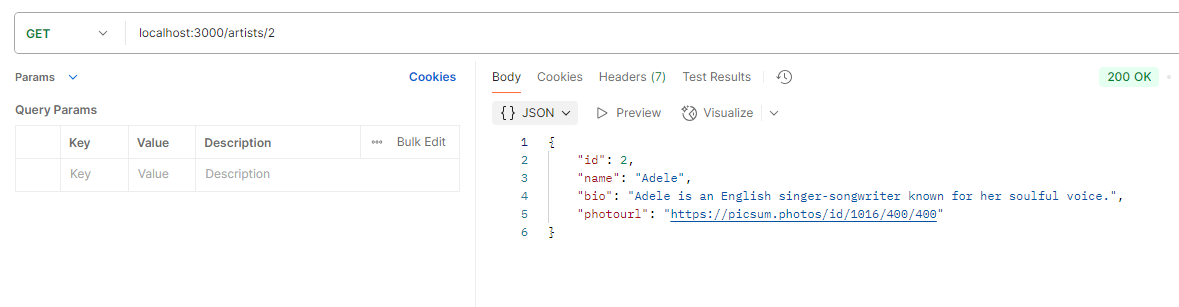 GET localhost:3000/artists/2
Params Cookies
Query Params
Key Value Description ••• Bulk Edit
Key Value Description
Body Cookies Headers (7) Test Results 200 OK
{} JSON Preview Visualize
1 {
2 "id": 2,
3 "name": "Adele",
4 "bio": "Adele is an English singer-songwriter known for her soulful voice.",
5 "photourl": "https://picsum.photos/id/1016/400/400"
6 }